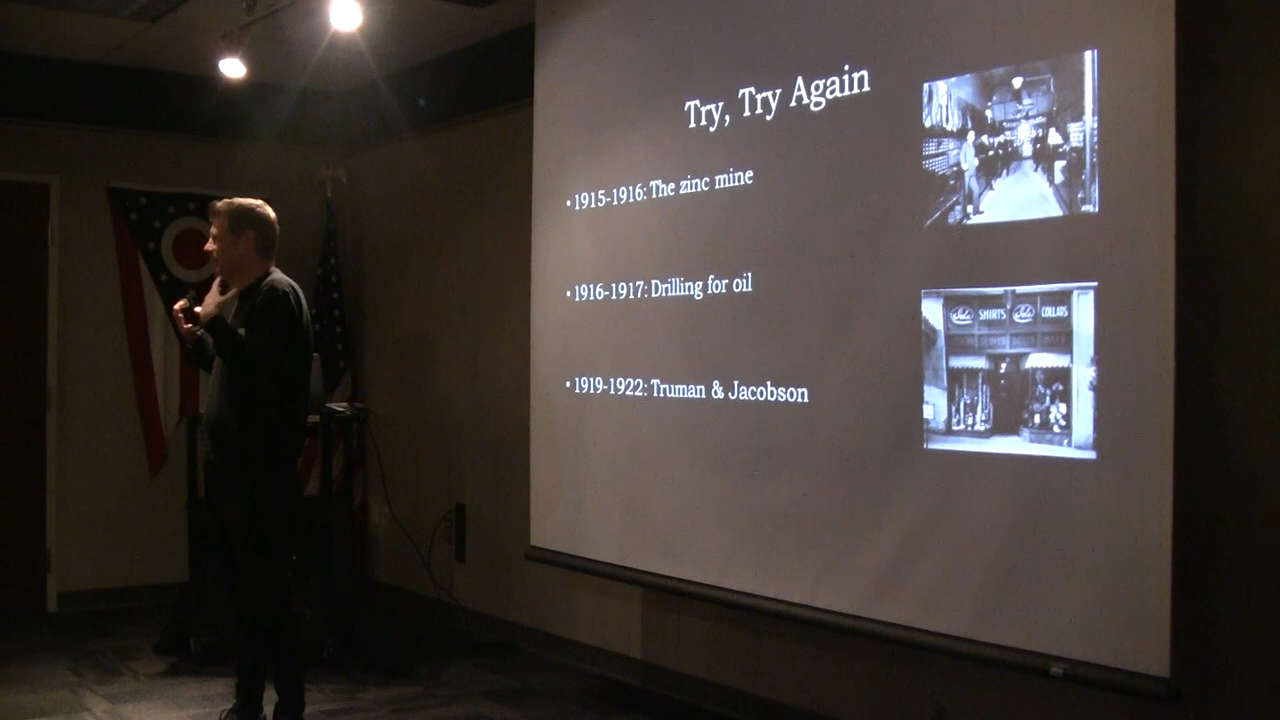 Try, Try Again
• 1915-1916: The zinc mine
• 1916-1917: Drilling for oil
• 1919-1922: Truman & Jacobson
SHIRTS
COLLARS